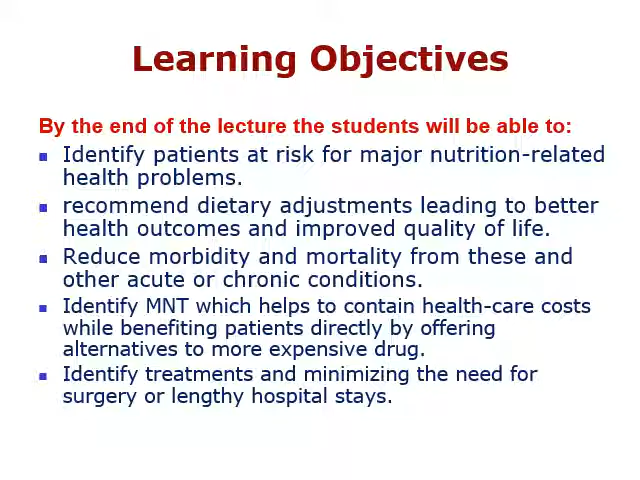 Learning Objectives
By the end of the lecture the students will be able to:
Identify patients at risk for major nutrition-related
health problems.
recommend dietary adjustments leading to better
health outcomes and improved quality of life.
Reduce morbidity and mortality from these and
other acute or chronic conditions.
Identify MNT which helps to contain health-care costs
while benefiting patients directly by offering
alternatives to more expensive drug.
Identify treatments and minimizing the need for
surgery or lengthy hospital stays.